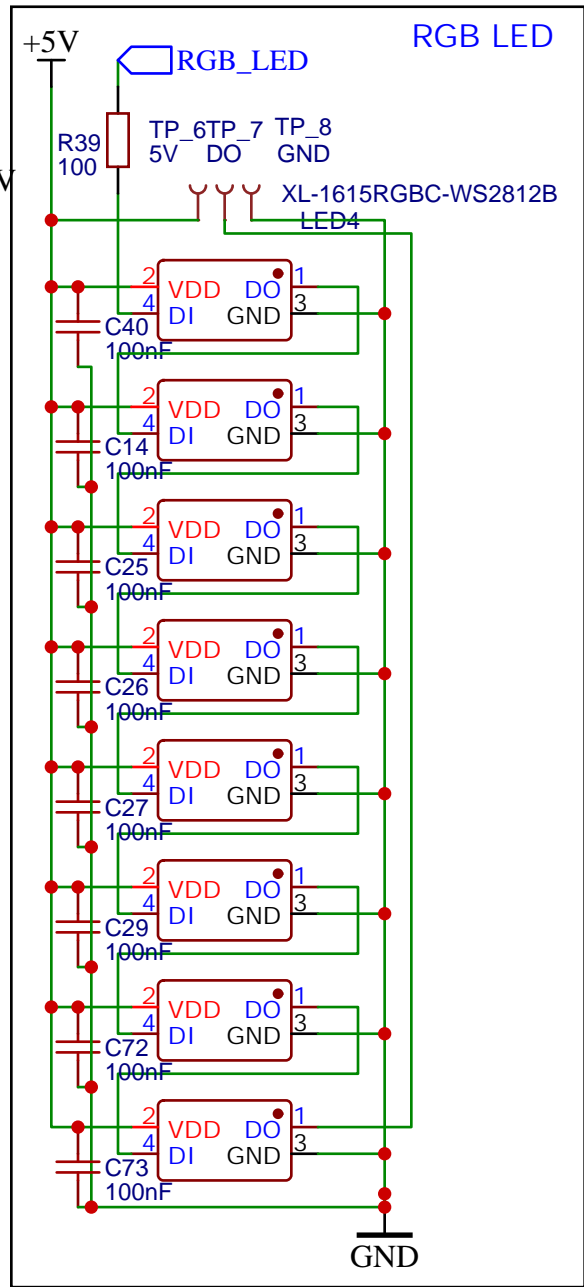 RGB LED
+5V
RGB_LED
R39
100
TP_6 TP_7 TP_8
5V DO GND
V
XL-1615RGBC-WS2812B
LED4
2 VDD DO 1
4 DI GND 3
C40
100nF
2 VDD DO 1
4 DI GND 3
C14
100nF
2 VDD DO 1
4 DI GND 3
C25
100nF
2 VDD DO 1
4 DI GND 3
C26
100nF
2 VDD DO 1
4 DI GND 3
C27
100nF
2 VDD DO 1
4 DI GND 3
C29
100nF
2 VDD DO 1
4 DI GND 3
C72
100nF
2 VDD DO 1
4 DI GND 3
C73
100nF
GND